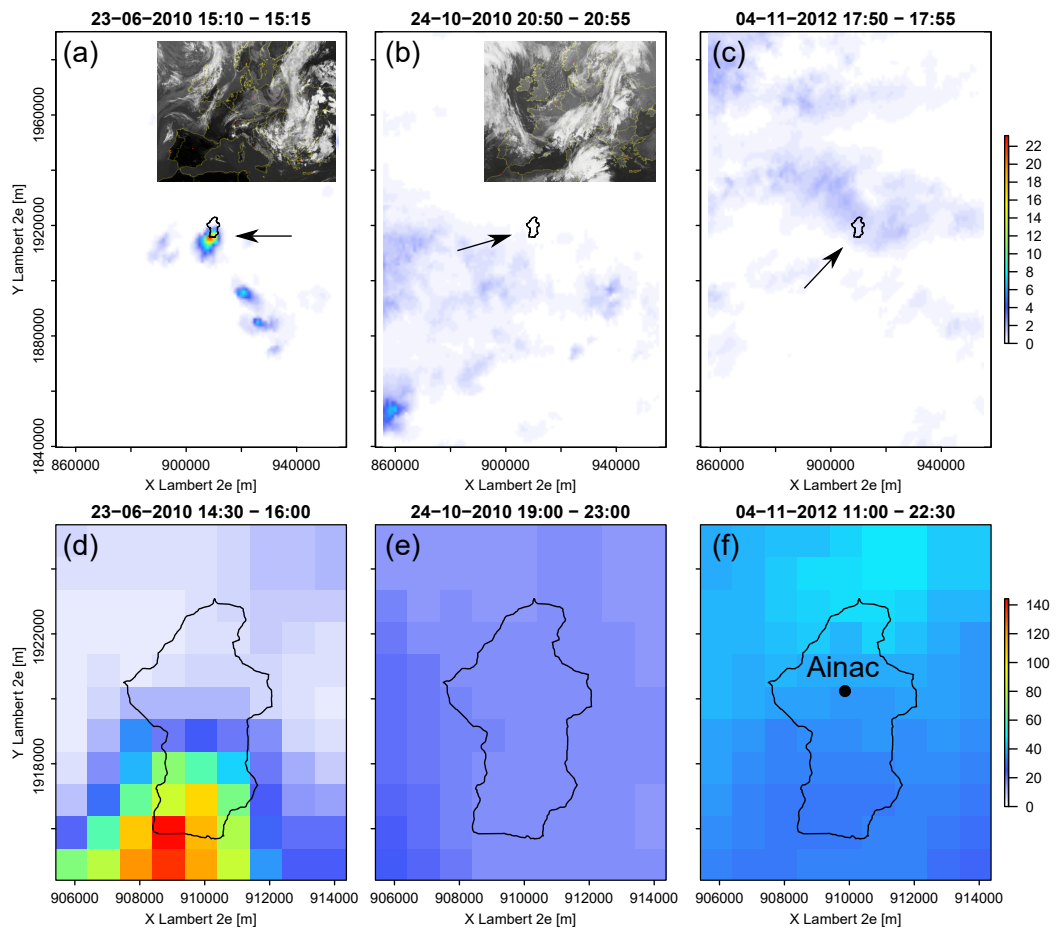 23−06−2010 15:10 − 15:15
24−10−2010 20:50 − 20:55
04−11−2012 17:50 − 17:55
(a)
(b)
(c)
Y Lambert 2e [m]
1960000
1920000
1880000
1840000
860000 900000 940000
860000 900000 940000
860000 900000 940000
X Lambert 2e [m]
X Lambert 2e [m]
X Lambert 2e [m]
22
20
18
16
14
12
10
8
6
4
2
0
23−06−2010 14:30 − 16:00
24−10−2010 19:00 − 23:00
04−11−2012 11:00 − 22:30
(d)
(e)
(f)
Ainac
Y Lambert 2e [m]
1922000
1918000
906000 908000 910000 912000 914000
906000 908000 910000 912000 914000
906000 908000 910000 912000 914000
X Lambert 2e [m]
X Lambert 2e [m]
X Lambert 2e [m]
140
120
100
80
60
40
20
0